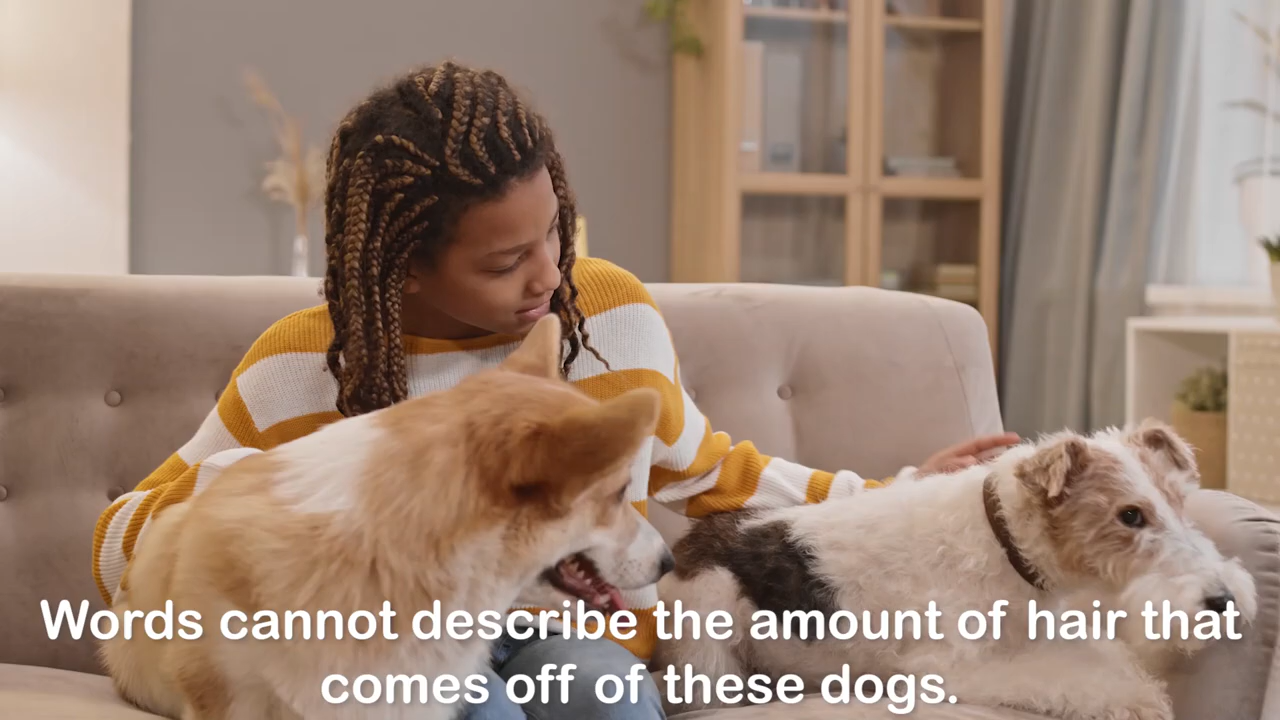 Words cannot describe the amount of hair that
comes off of these dogs.